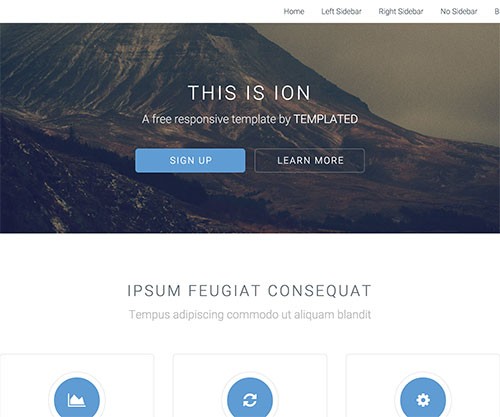 Home Left Sidebar Right Sidebar No Sidebar B
THIS IS ION
A free responsive template by TEMPLATED
SIGN UP LEARN MORE
IPSUM FEUGIAT CONSEQUAT
Tempus adipiscing commodo ut aliquam blandit